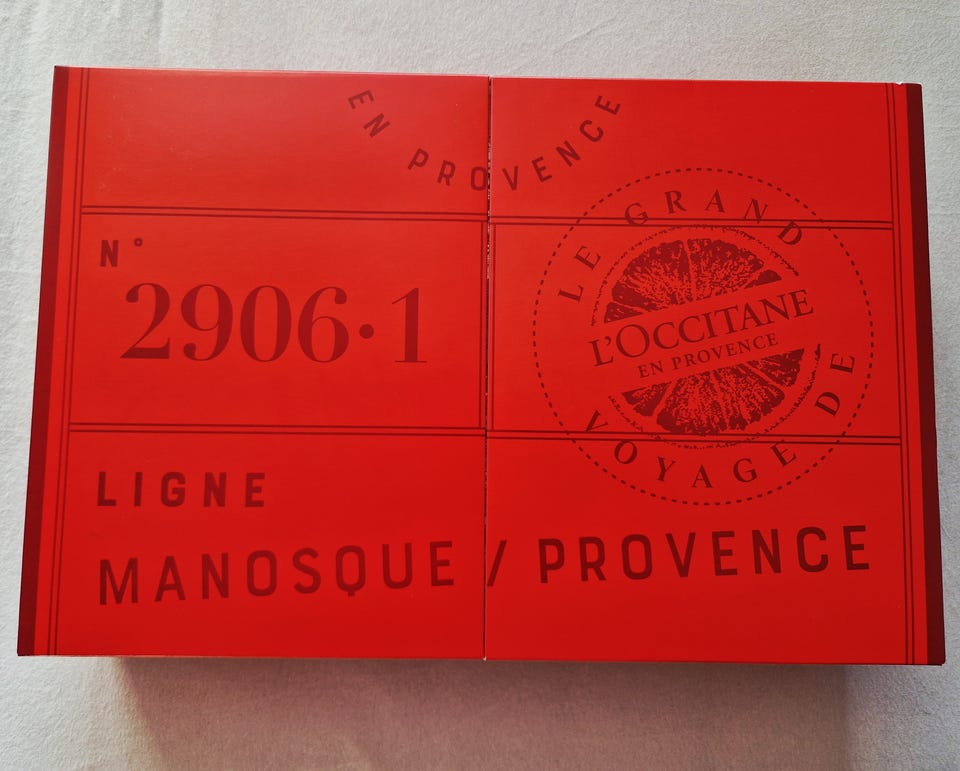 EN PROVENCE
N°
2906·1
LE GRAND
VOYAGE DE
L'OCCITANE
EN PROVENCE
LIGNE
MANOSQUE / PROVENCE